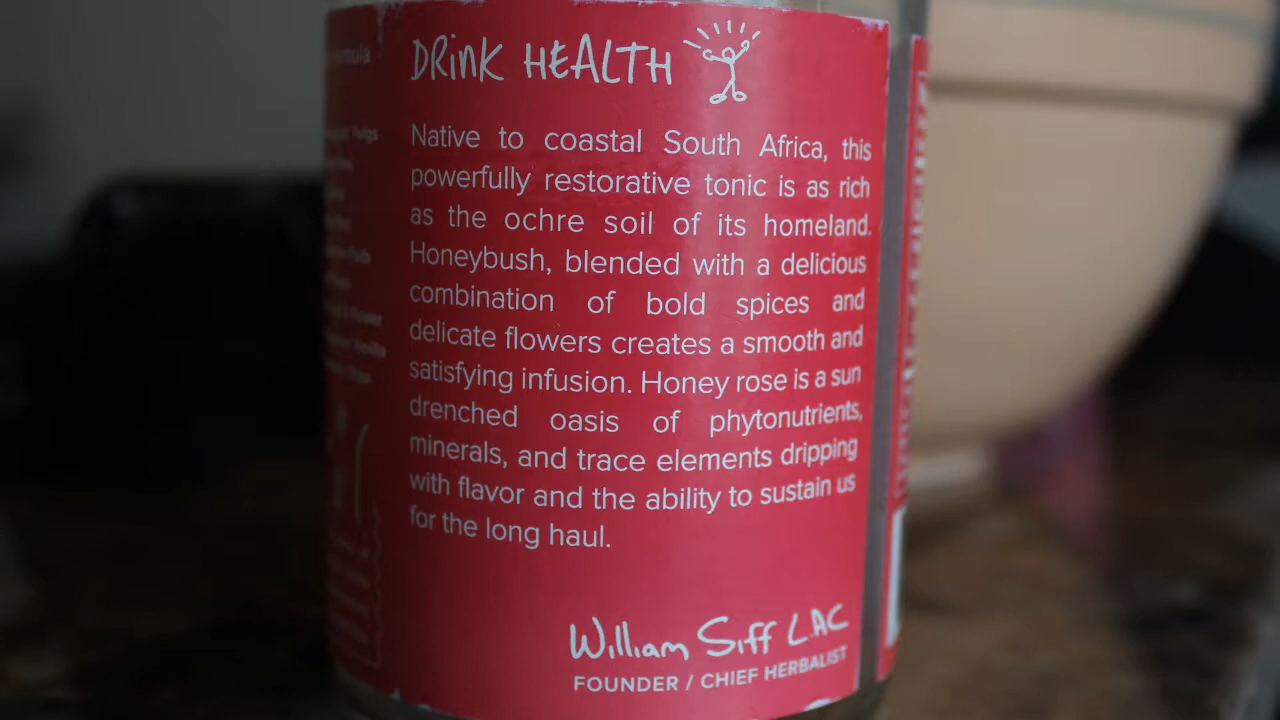 DRINK HEALTH
Native to coastal South Africa, this
powerfully restorative tonic is as rich
as the ochre soil of its homeland.
Honeybush, blended with a delicious
combination of bold spices and
delicate flowers creates a smooth and
satisfying infusion. Honey rose is a sun
drenched oasis of phytonutrients,
minerals, and trace elements dripping
with flavor and the ability to sustain us
for the long haul.
William Siff L.AC
FOUNDER / CHIEF HERBALIST